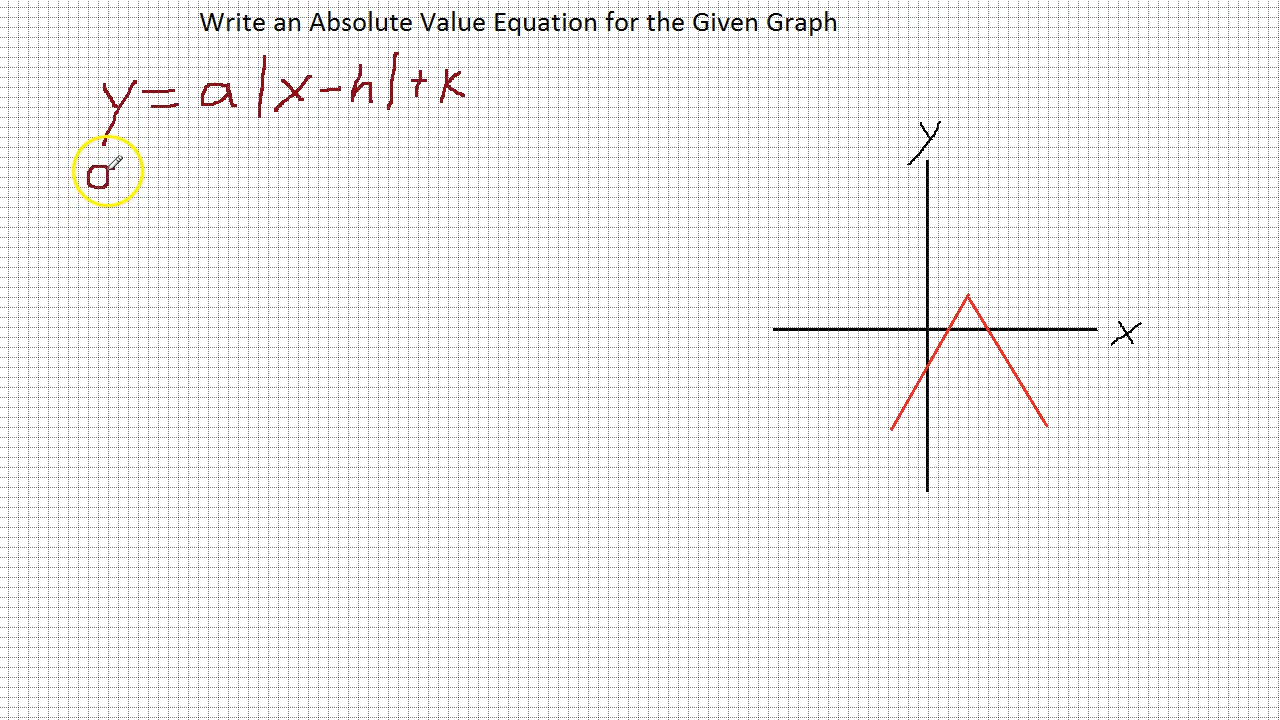 Write an Absolute Value Equation for the Given Graph
y = a|x-h|+k
a
y
x